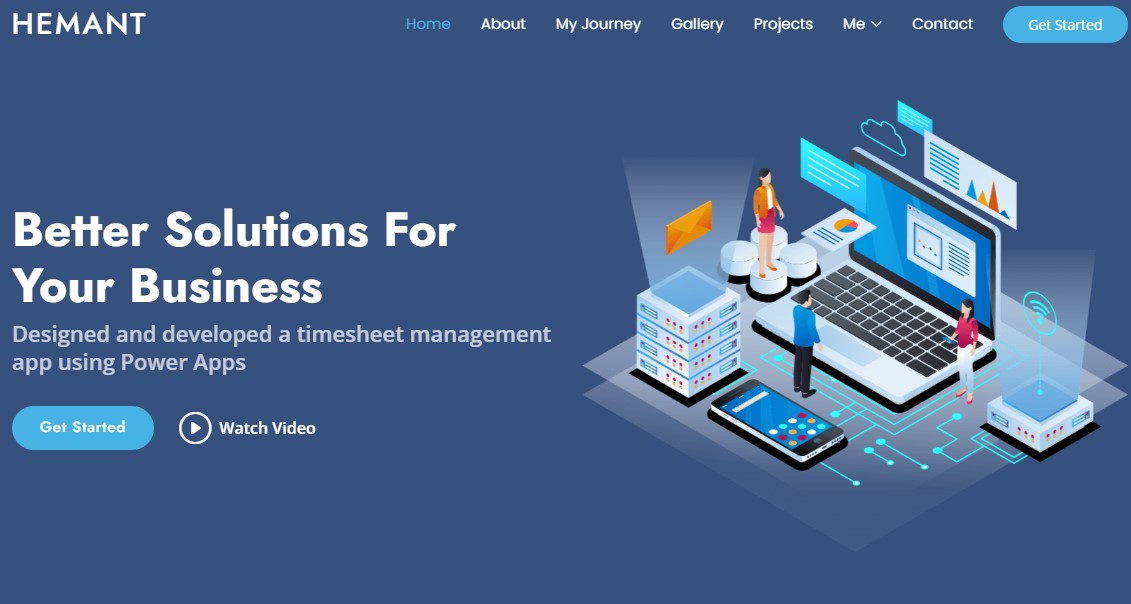 HEMANT
Home About My Journey Gallery Projects Me Contact Get Started
Better Solutions For
Your Business
Designed and developed a timesheet management
app using Power Apps
Get Started Watch Video